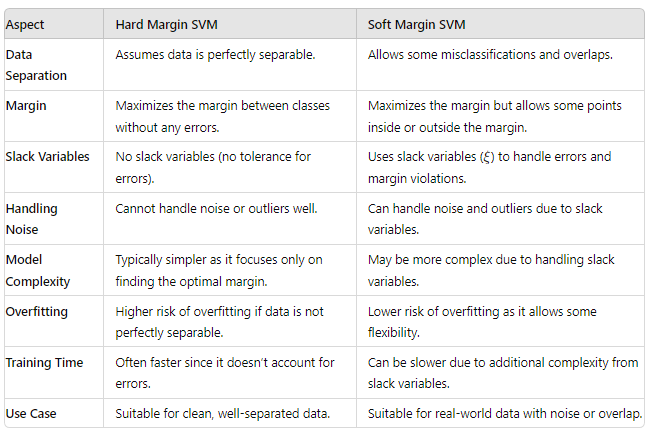 Aspect Hard Margin SVM Soft Margin SVM
Data Assumes data is perfectly separable. Allows some misclassifications and overlaps.
Separation
Margin Maximizes the margin between classes Maximizes the margin but allows some points
without any errors. inside or outside the margin.
Slack Variables No slack variables (no tolerance for Uses slack variables (ξ) to handle errors and
errors). margin violations.
Handling Cannot handle noise or outliers well. Can handle noise and outliers due to slack
Noise variables.
Model Typically simpler as it focuses only on May be more complex due to handling slack
Complexity finding the optimal margin. variables.
Overfitting Higher risk of overfitting if data is not Lower risk of overfitting as it allows some
perfectly separable. flexibility.
Training Time Often faster since it doesn't account for Can be slower due to additional complexity from
errors. slack variables.
Use Case Suitable for clean, well-separated data. Suitable for real-world data with noise or overlap.